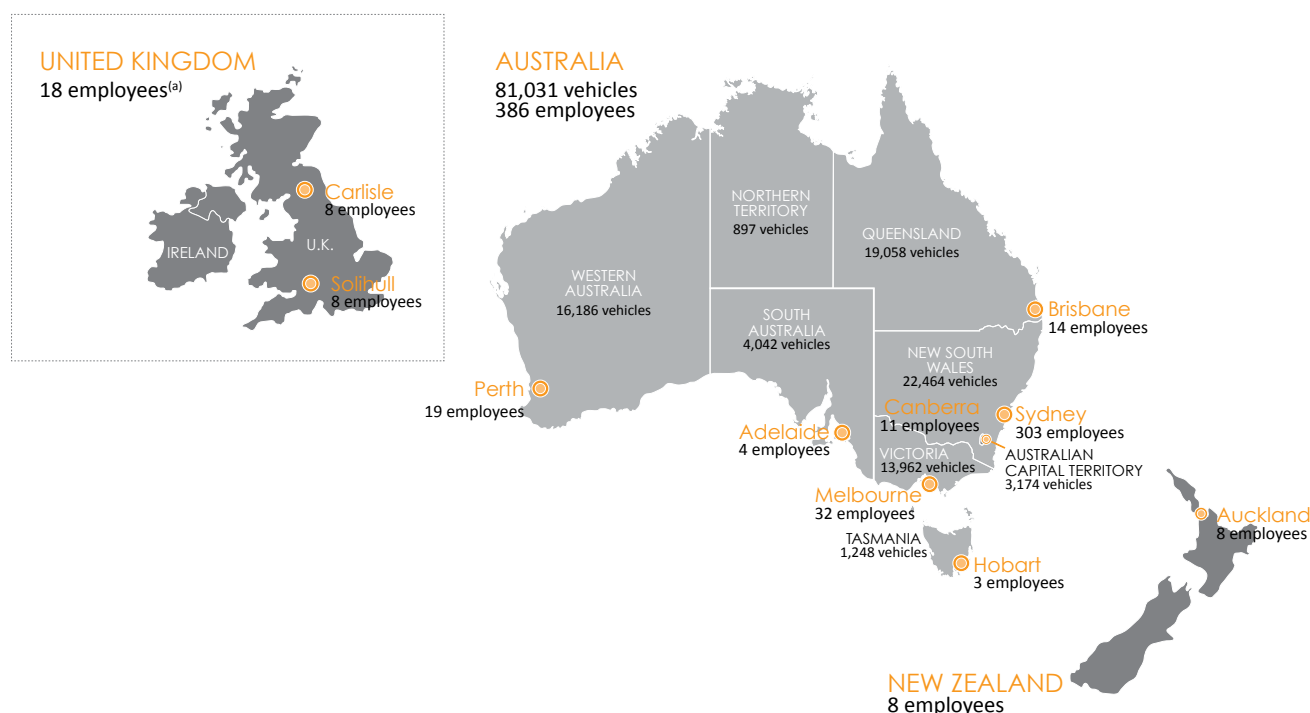 UNITED KINGDOM
18 employees(a)
Carlisle
8 employees
IRELAND
U.K.
Solihull
8 employees
AUSTRALIA
81,031 vehicles
386 employees
NORTHERN
TERRITORY
897 vehicles
QUEENSLAND
19,058 vehicles
WESTERN
AUSTRALIA
16,186 vehicles
SOUTH
AUSTRALIA
4,042 vehicles
Brisbane
14 employees
NEW SOUTH
WALES
22,464 vehicles
Perth
19 employees
Canberra
11 employees
Sydney
303 employees
Adelaide
4 employees
VICTORIA
13,962 vehicles
AUSTRALIAN
CAPITAL TERRITORY
3,174 vehicles
Melbourne
32 employees
TASMANIA
1,248 vehicles
Hobart
3 employees
Auckland
8 employees
NEW ZEALAND
8 employees